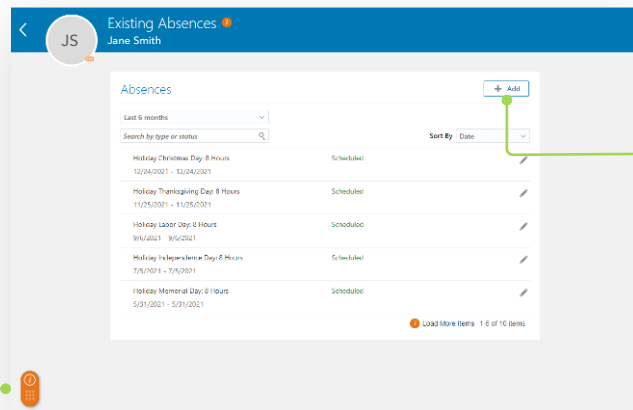 Existing Absences
JS
Jane Smith
Absences
+ Add
Last 6 months
Search by type or status
Sort By Date
Holiday Christmas Day: 8 Hours Scheduled
12/24/2021 - 12/24/2021
Holiday Thanksgiving Day: 8 Hours Scheduled
11/25/2021 - 11/25/2021
Holiday Labor Day: 8 Hours Scheduled
9/6/2021 - 9/6/2021
Holiday Independence Day: 8 Hours Scheduled
7/5/2021 - 7/5/2021
Holiday Memorial Day: 8 Hours Scheduled
5/31/2021 - 5/31/2021
Load More Items 1-5 of 10 items